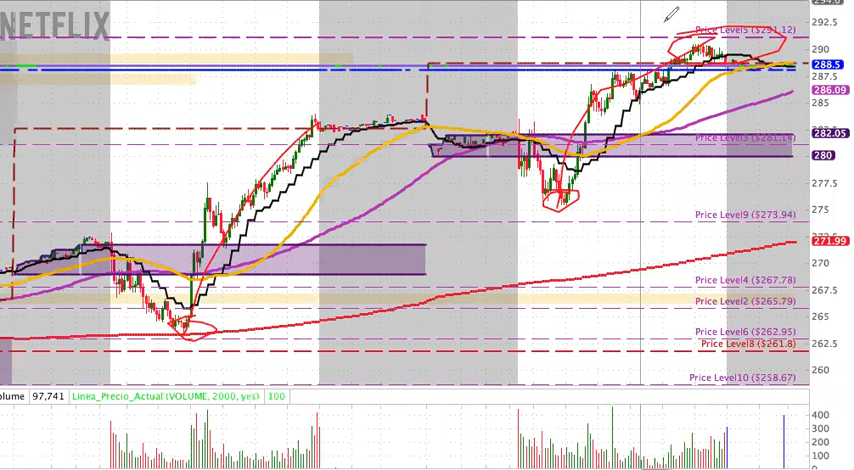 NETFLIX
294.6
Price Level5 ($291.12)
292.5
290
288.5
287.5
286.09
285
282.05
Price Level3 ($281.14)
280
277.5
275
Price Level9 ($273.94)
271.99
270
Price Level4 ($267.78)
267.5
Price Level2 ($265.79)
265
Price Level6 ($262.95)
Price Level8 ($261.8)
262.5
260
Price Level10 ($258.67)
olume 97,741 Linea_Precio_Actual(VOLUME, 2000, yes) 100
400
300
200
100
0